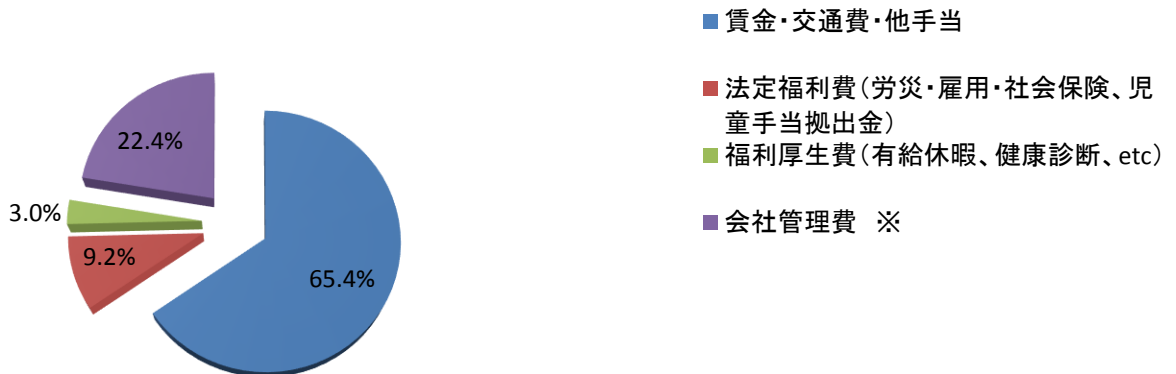 賃金・交通費・他手当
法定福利費(労災・雇用・社会保険、児
童手当拠出金)
福利厚生費(有給休暇、健康診断、etc)
会社管理費　※
22.4%
3.0%
9.2%
65.4%